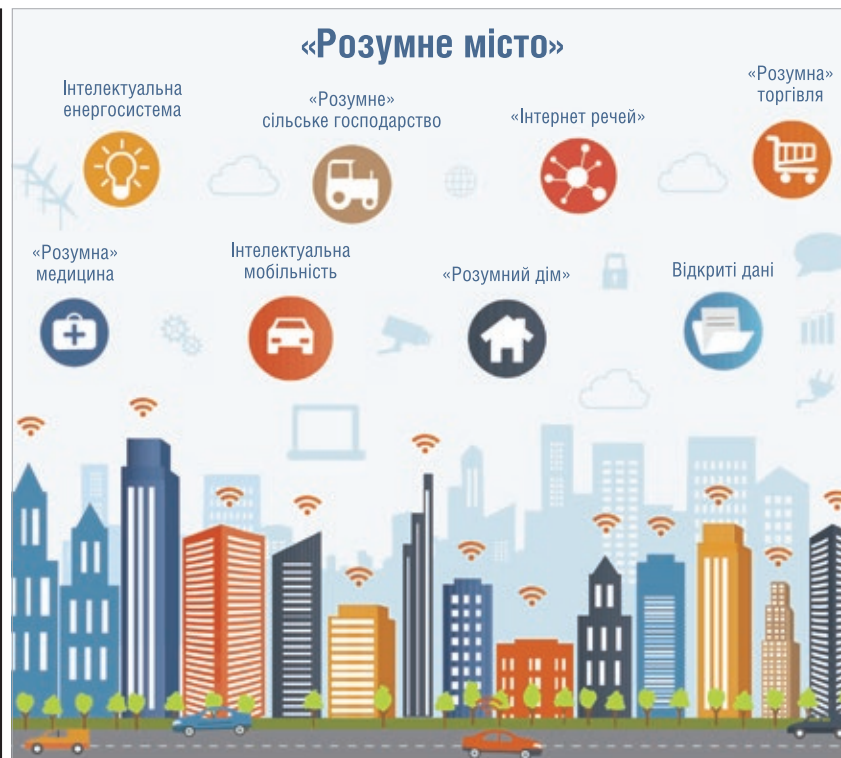 «Розумне місто»
Інтелектуальна
енергосистема
«Розумне»
сільське господарство
«Інтернет речей»
«Розумна»
торгівля
«Розумна»
медицина
Інтелектуальна
мобільність
«Розумний дім»
Відкриті дані